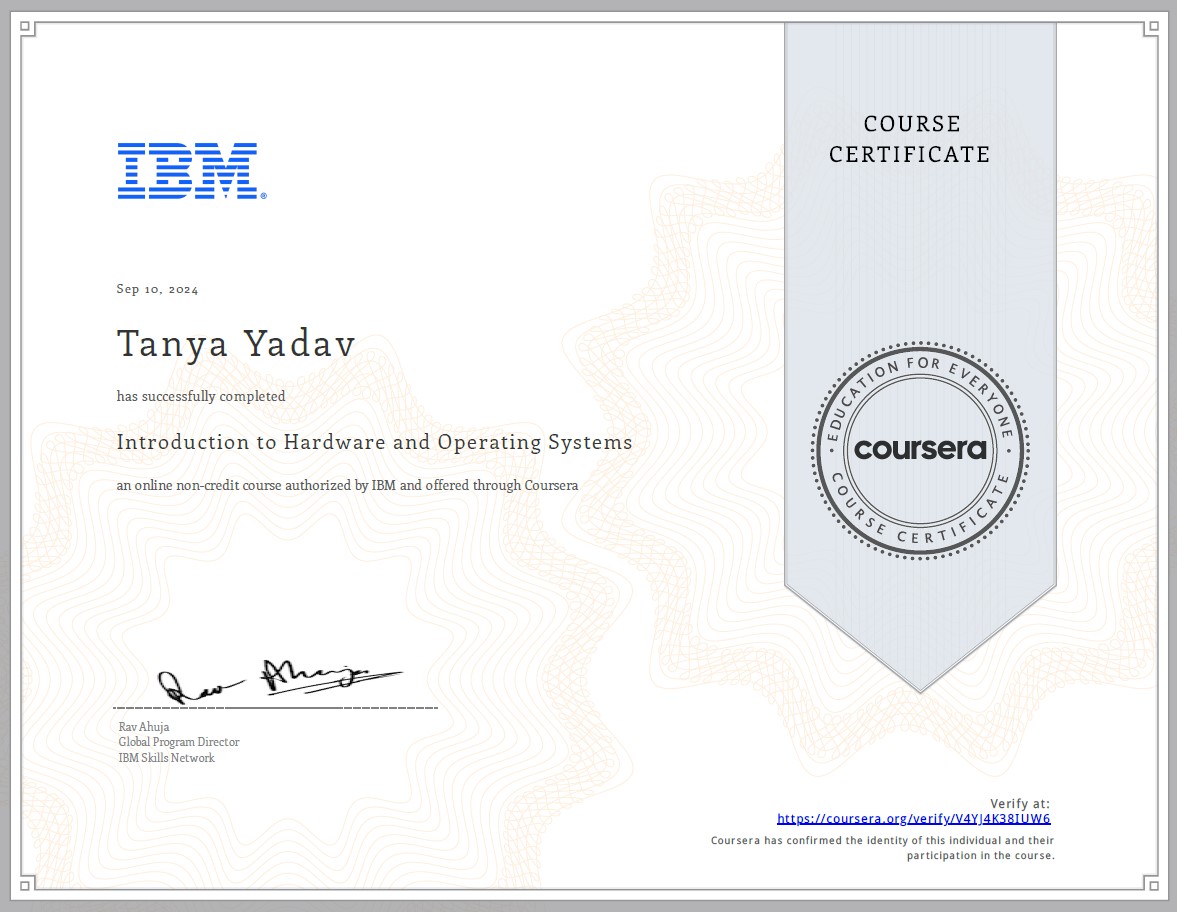 IBM®
COURSE
CERTIFICATE
Sep 10, 2024
Tanya Yadav
has successfully completed
Introduction to Hardware and Operating Systems
an online non-credit course authorized by IBM and offered through Coursera
EDUCATION FOR EVERYONE
coursera
COURSE CERTIFICATE
Rav Ahuja
Rav Ahuja
Global Program Director
IBM Skills Network
Verify at:
https://coursera.org/verify/V4YJ4K38IUW6
Coursera has confirmed the identity of this individual and their
participation in the course.